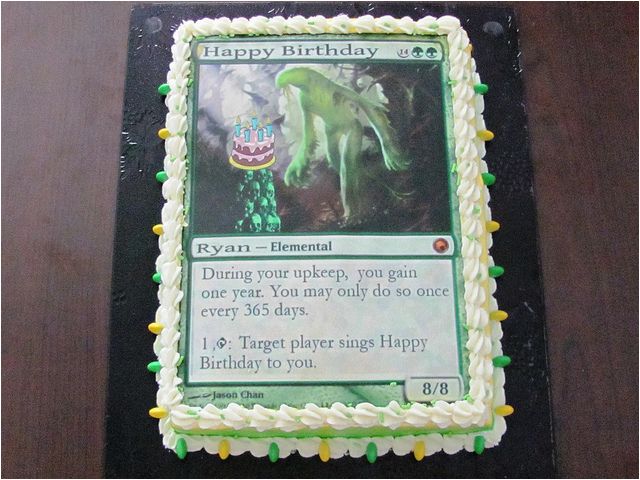 Happy Birthday 14
Ryan — Elemental
During your upkeep, you gain
one year. You may only do so once
every 365 days.
1,: Target player sings Happy
Birthday to you.
Jason Chan
8/8